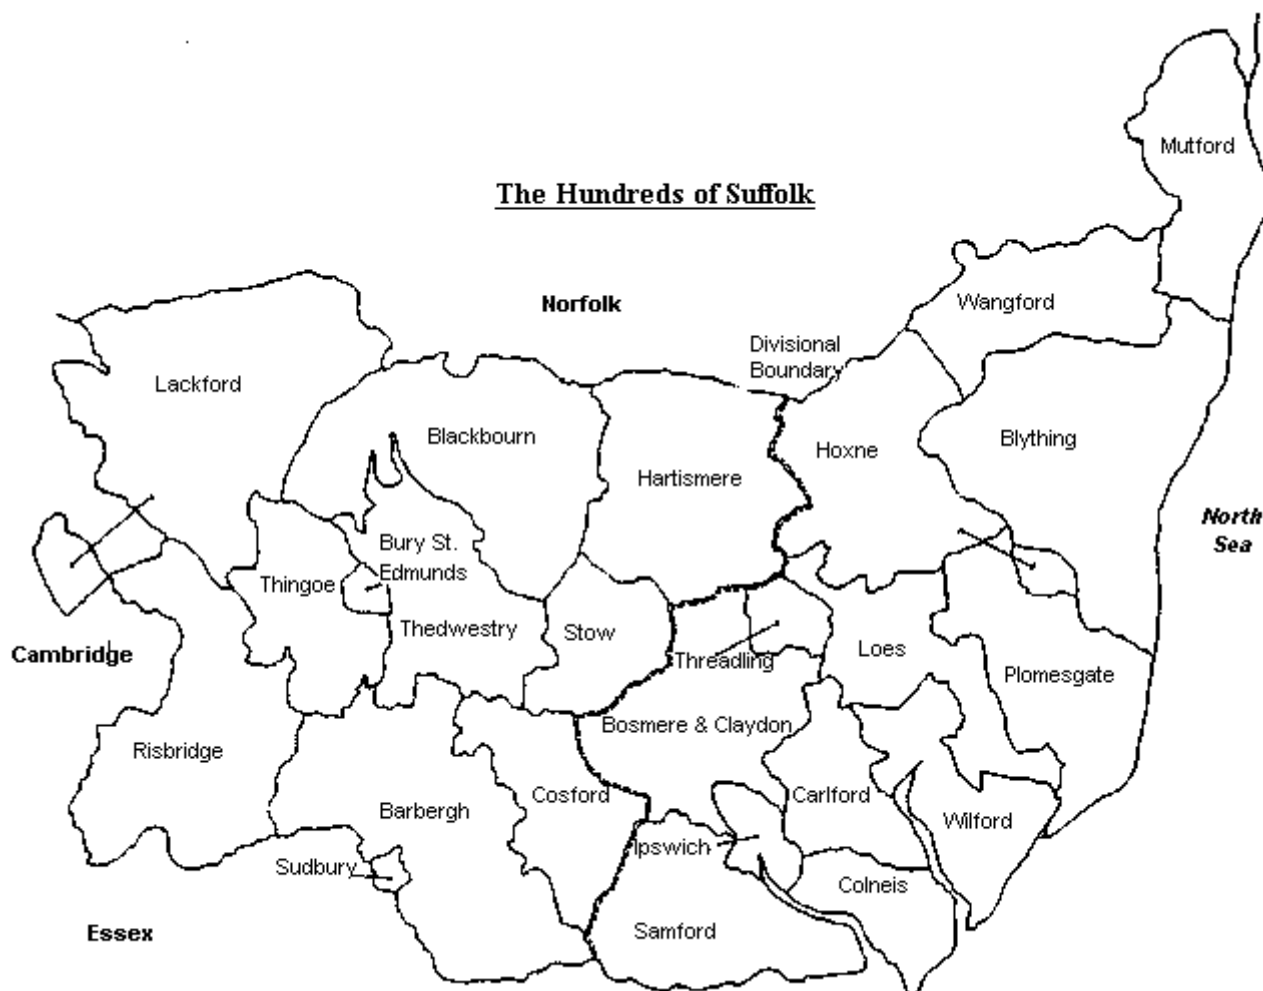 Mutford
The Hundreds of Suffolk
Norfolk
Wangford
Divisional
Boundary
Lackford
Blackbourn
Hoxne
Blything
Hartismere
North
Sea
Bury St.
Edmunds
Thingoe
Thedwestry
Stow
Cambridge
Threadling
Loes
Plomesgate
Bosmere & Claydon
Risbridge
Barbergh
Cosford
Carlford
Wilford
Ipswich
Sudbury
Colneis
Essex
Samford